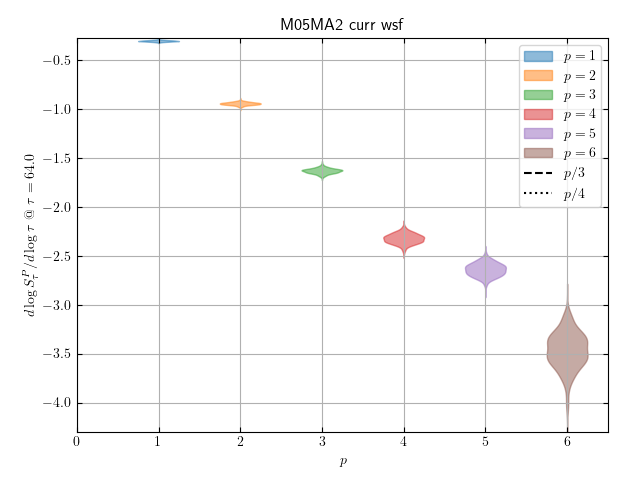 M05MA2 curr wsf
d log S_τ^P / d log τ @ τ = 64.0
−0.5
−1.0
−1.5
−2.0
−2.5
−3.0
−3.5
−4.0
0 1 2 3 4 5 6
p
p = 1
p = 2
p = 3
p = 4
p = 5
p = 6
p/3
p/4